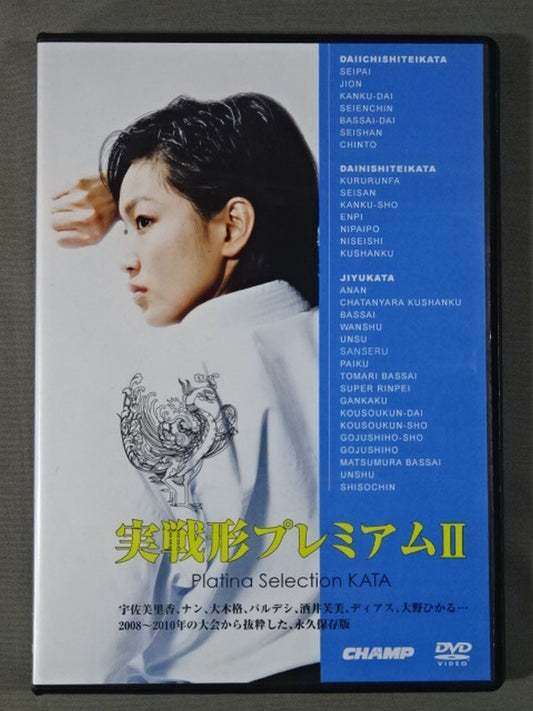 DAIICHISHITEIKATA
SEIPAI
JION
KANKU-DAI
SEIENCHIN
BASSAI-DAI
SEISHAN
CHINTO
DAINISHITEIKATA
KURURUNFA
SEISAN
KANKU-SHO
ENPI
NIPAIPO
NISEISHI
KUSHANKU
JIYUKATA
ANAN
CHATANYARA KUSHANKU
BASSAI
WANSHU
UNSU
SANSERU
PAIKU
TOMARI BASSAI
SUPER RINPEI
GANKAKU
KOUSOUKUN-DAI
KOUSOUKUN-SHO
GOJUSHIHO-SHO
GOJUSHIHO
MATSUMURA BASSAI
UNSHU
SHISOCHIN
実戦形プレミアムII
Platina Selection KATA
宇佐美里香、ナン、大木格、バルデシ、酒井芙美、ディアス、大野ひかる…
2008〜2010年の大会から抜粋した、永久保存版
CHAMP
DVD
VIDEO